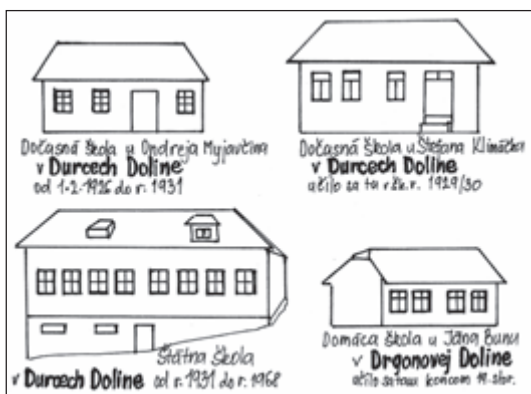 Dočasná škola u Ondreja Myjavčina
v Durcech Doline
od 1.2.1926 do r. 1931
Dočasná škola u Štefana Klimáčka
v Durcech Doline
učilo sa tu v šk. r. 1929/30
Štátna škola
v Durcech Doline od r. 1931 do r. 1968
Domáca škola u Jána Bunu
v Drgonovej Doline
učilo sa tam koncom 19. stor.